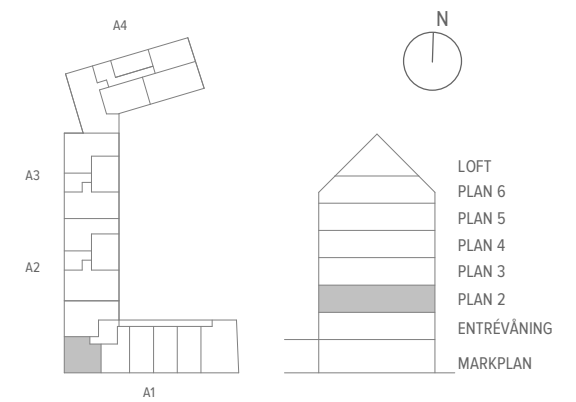 A4
N
A3
A2
A1
LOFT
PLAN 6
PLAN 5
PLAN 4
PLAN 3
PLAN 2
ENTRÉVÅNING
MARKPLAN